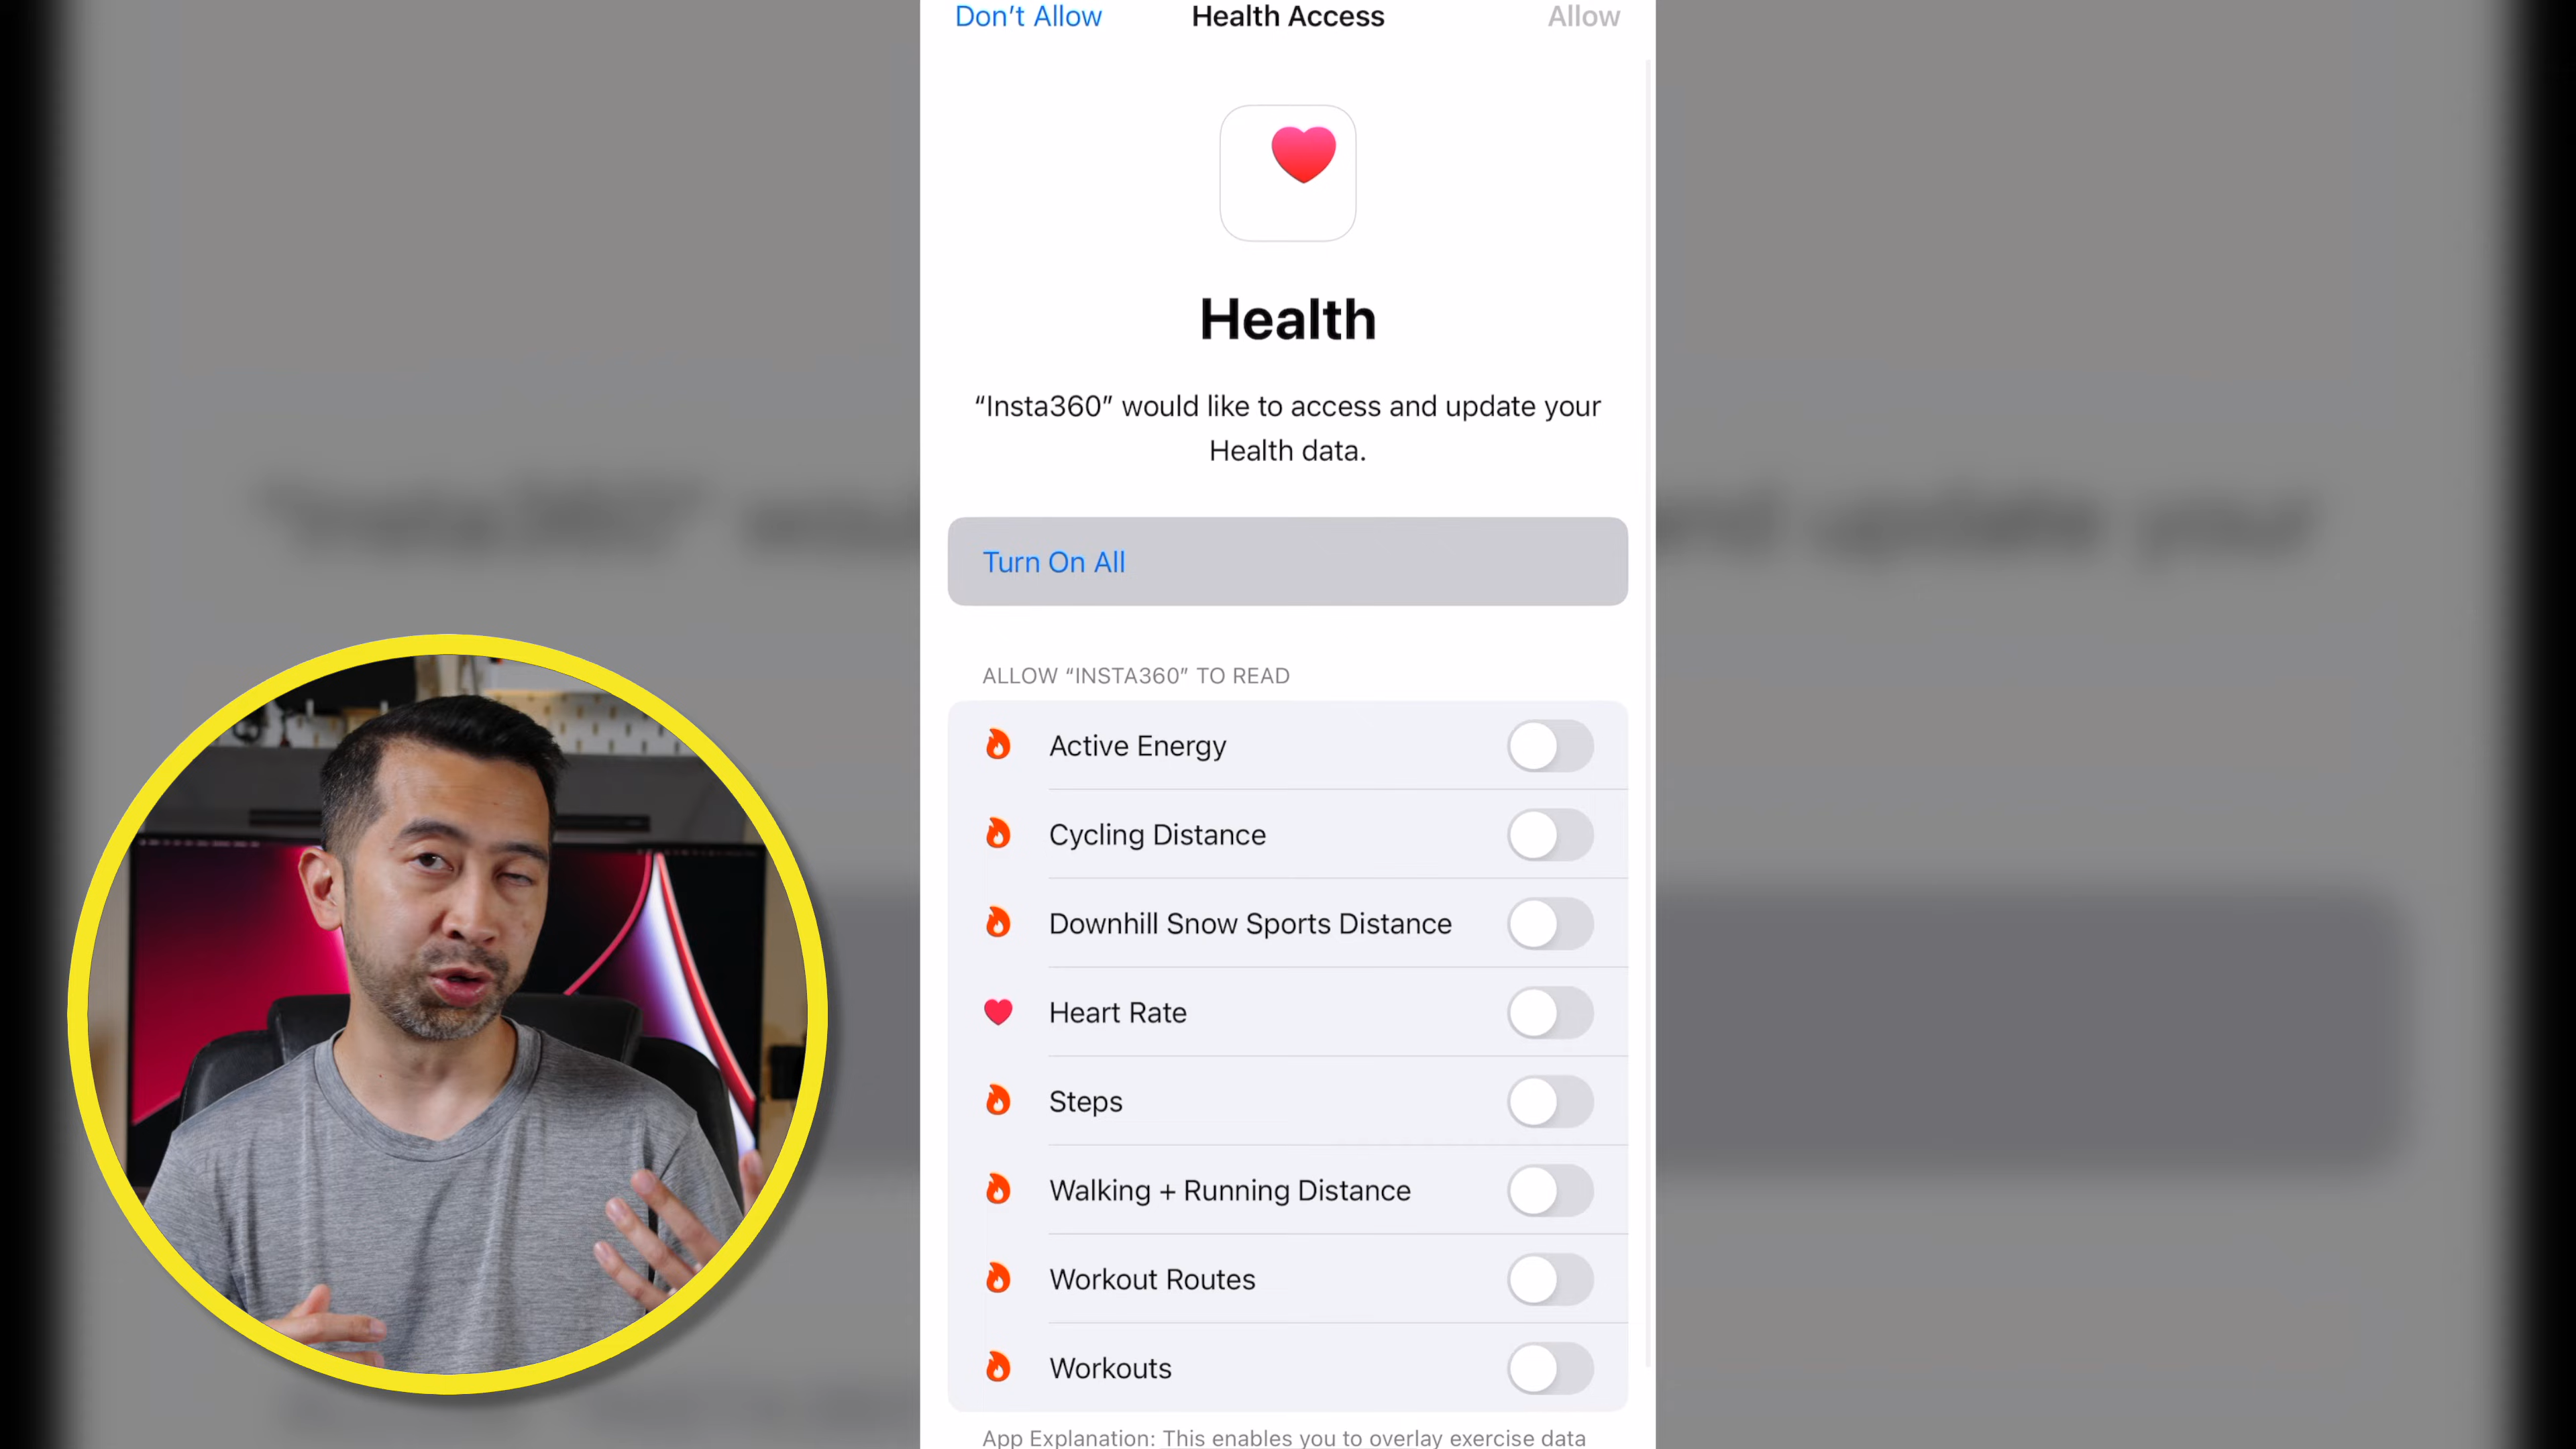 Don't Allow Health Access Allow
Health
“Insta360” would like to access and update your
Health data.
Turn On All
ALLOW “INSTA360” TO READ
Active Energy
Cycling Distance
Downhill Snow Sports Distance
Heart Rate
Steps
Walking + Running Distance
Workout Routes
Workouts
App Explanation: This enables you to overlay exercise data